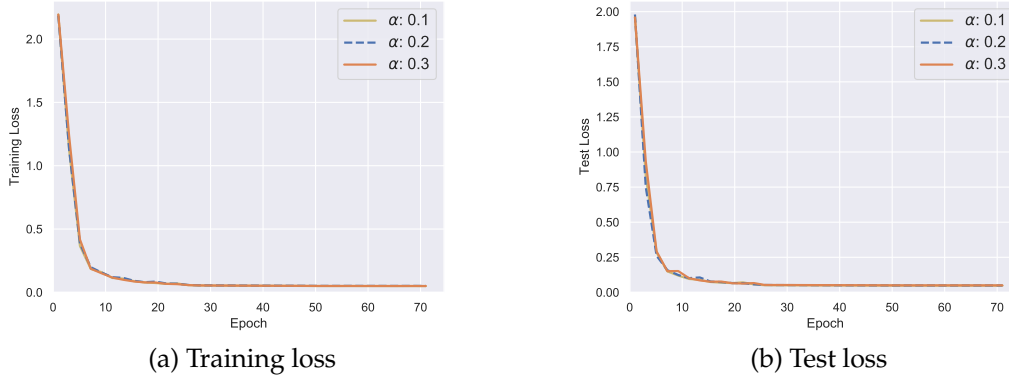 2.0
1.5
1.0
0.5
0.0
Training Loss
0 10 20 30 40 50 60 70
Epoch
α: 0.1
α: 0.2
α: 0.3
(a) Training loss
2.00
1.75
1.50
1.25
1.00
0.75
0.50
0.25
0.00
Test Loss
0 10 20 30 40 50 60 70
Epoch
α: 0.1
α: 0.2
α: 0.3
(b) Test loss